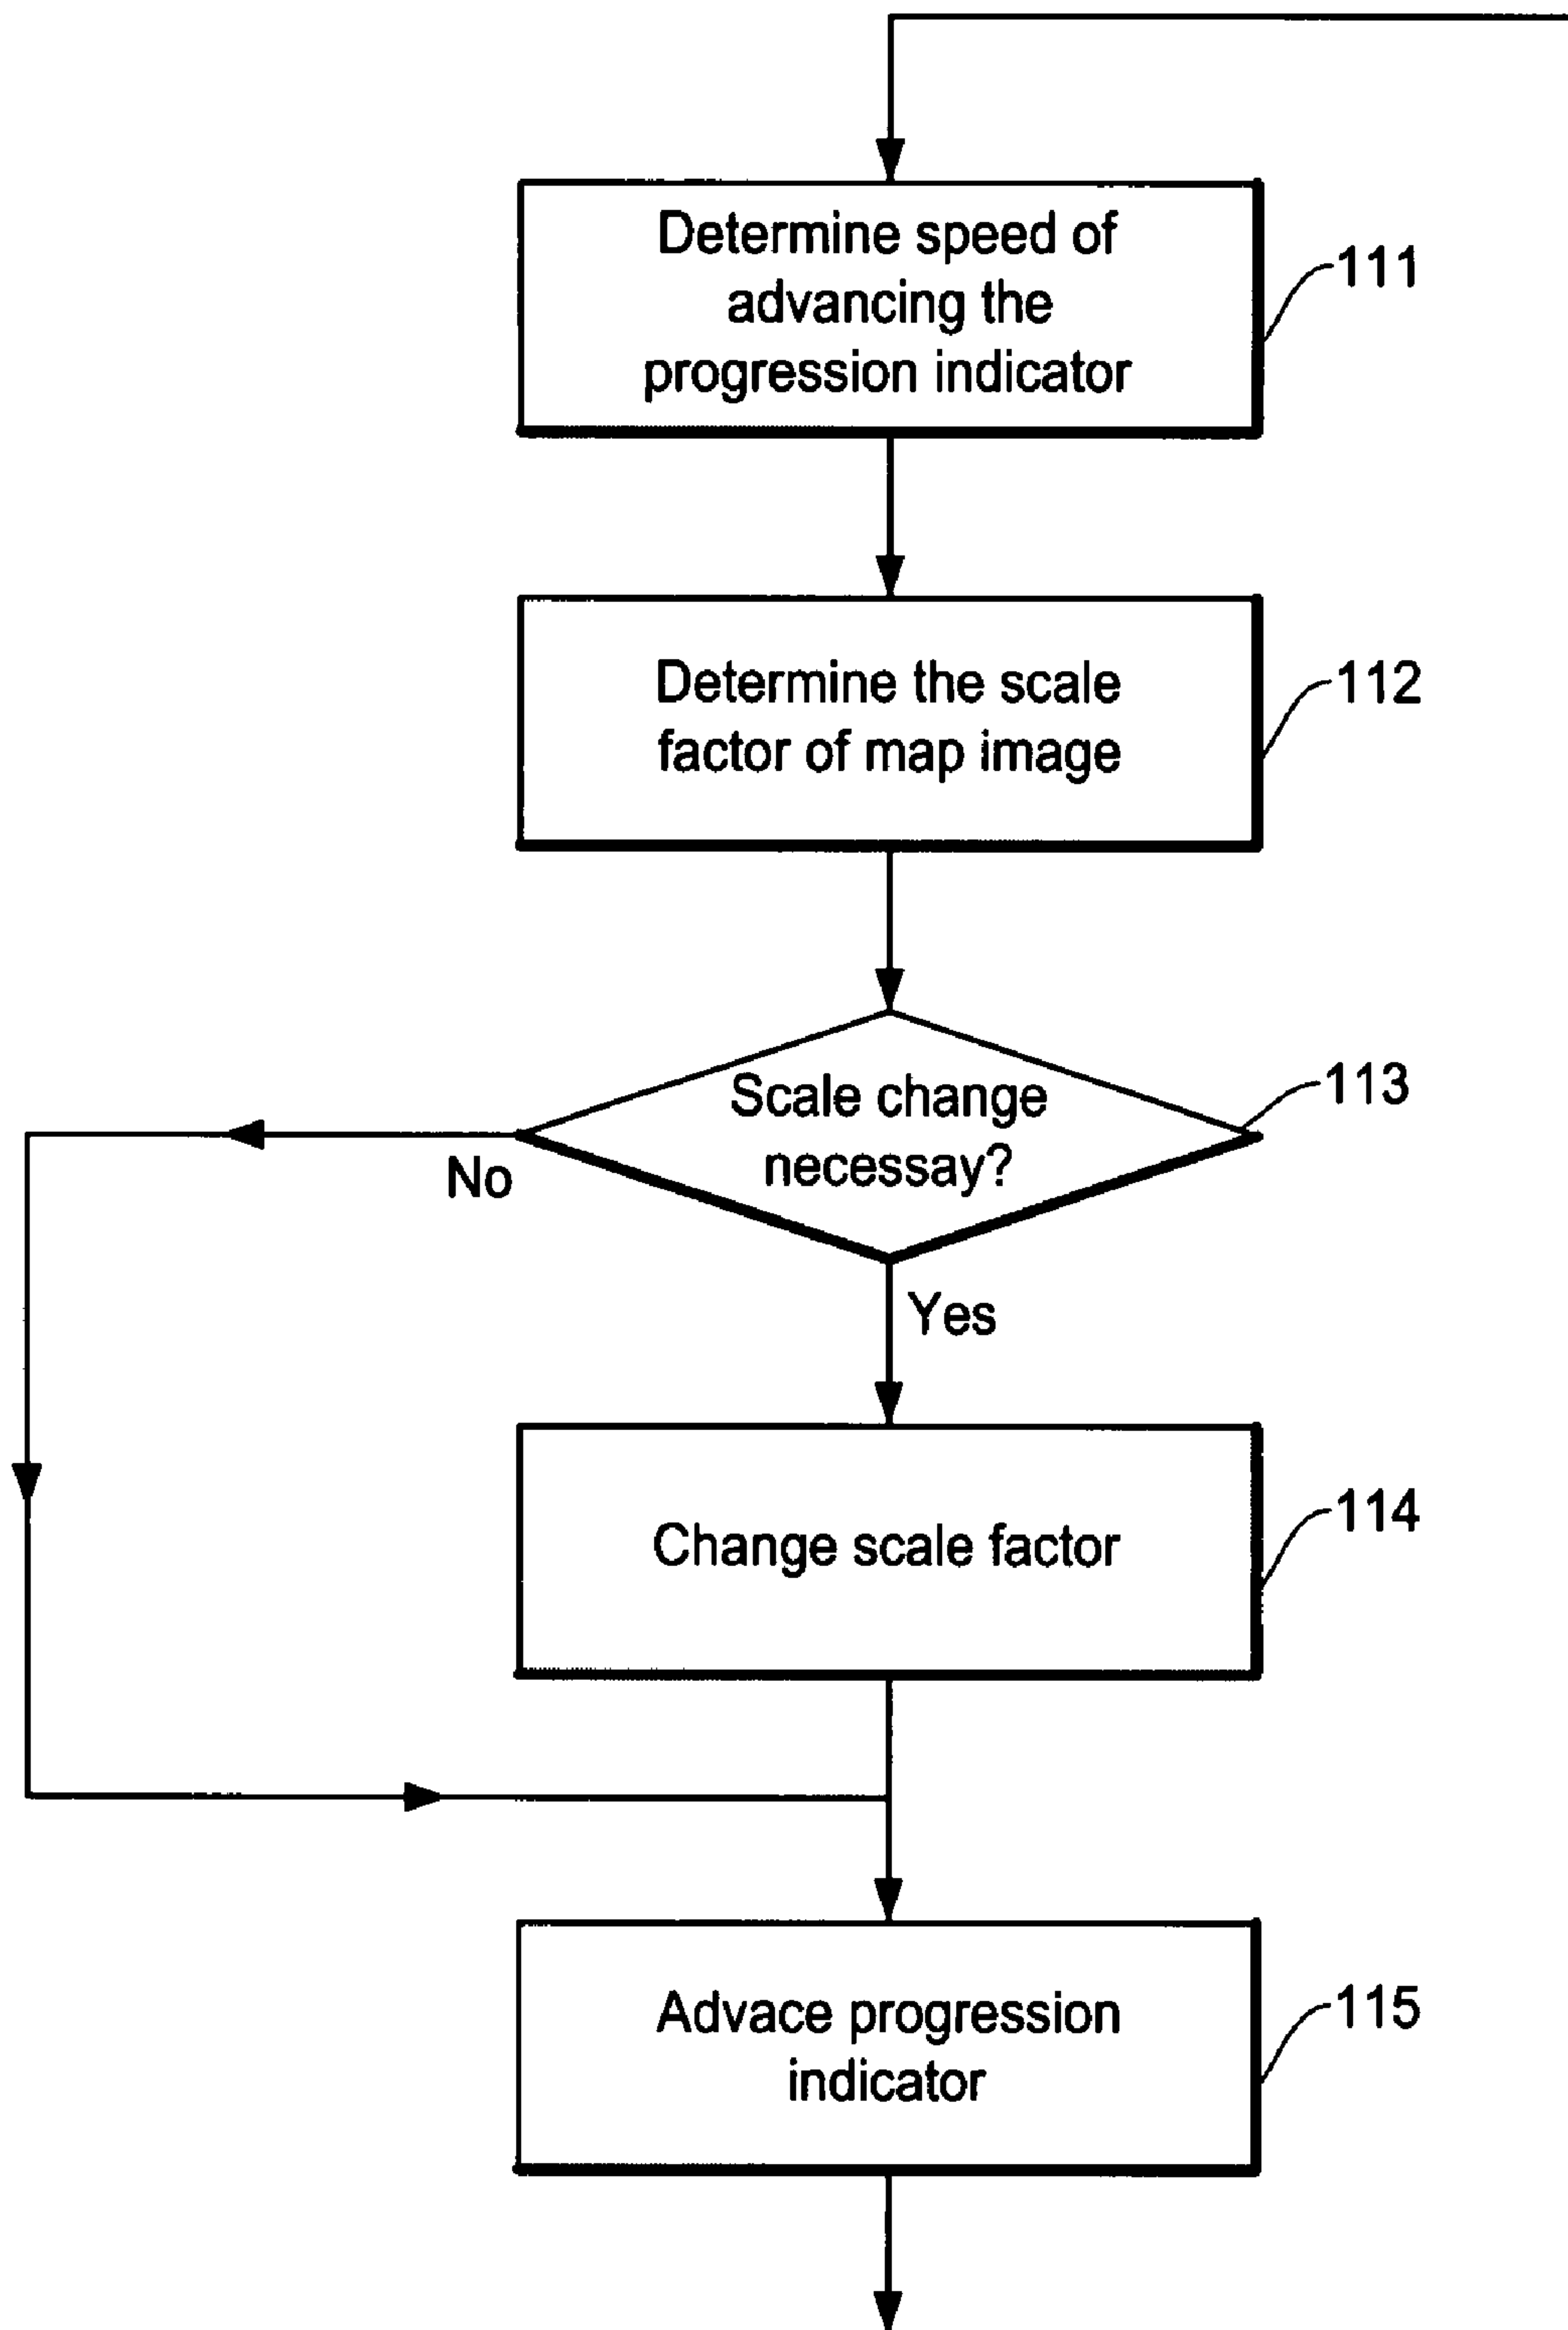 Determine speed of
advancing the
progression indicator
111
Determine the scale
factor of map image
112
Scale change
necessay?
113
No
Yes
Change scale factor
114
Advace progression
indicator
115